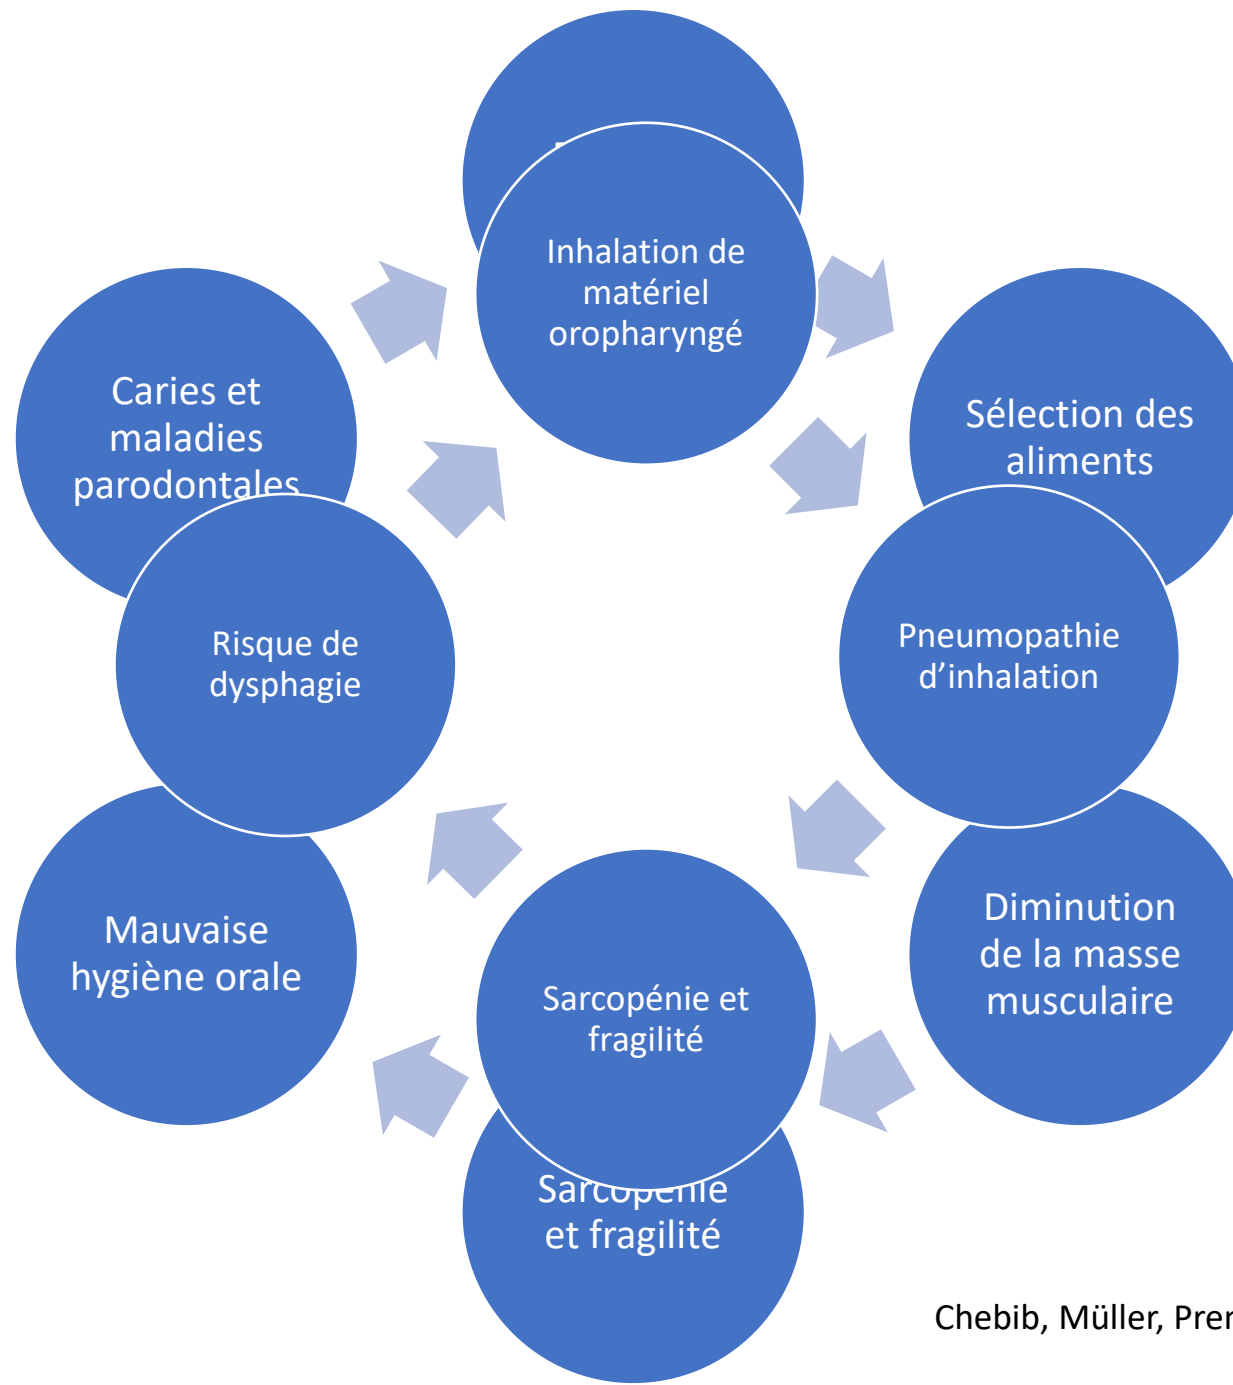 Inhalation de
matériel
oropharyngé
Caries et
maladies
parodontales
Sélection des
aliments
Risque de
dysphagie
Pneumopathie
d’inhalation
Mauvaise
hygiène orale
Diminution
de la masse
musculaire
Sarcopénie et
fragilité
Sarcopénie
et fragilité
Chebib, Müller,